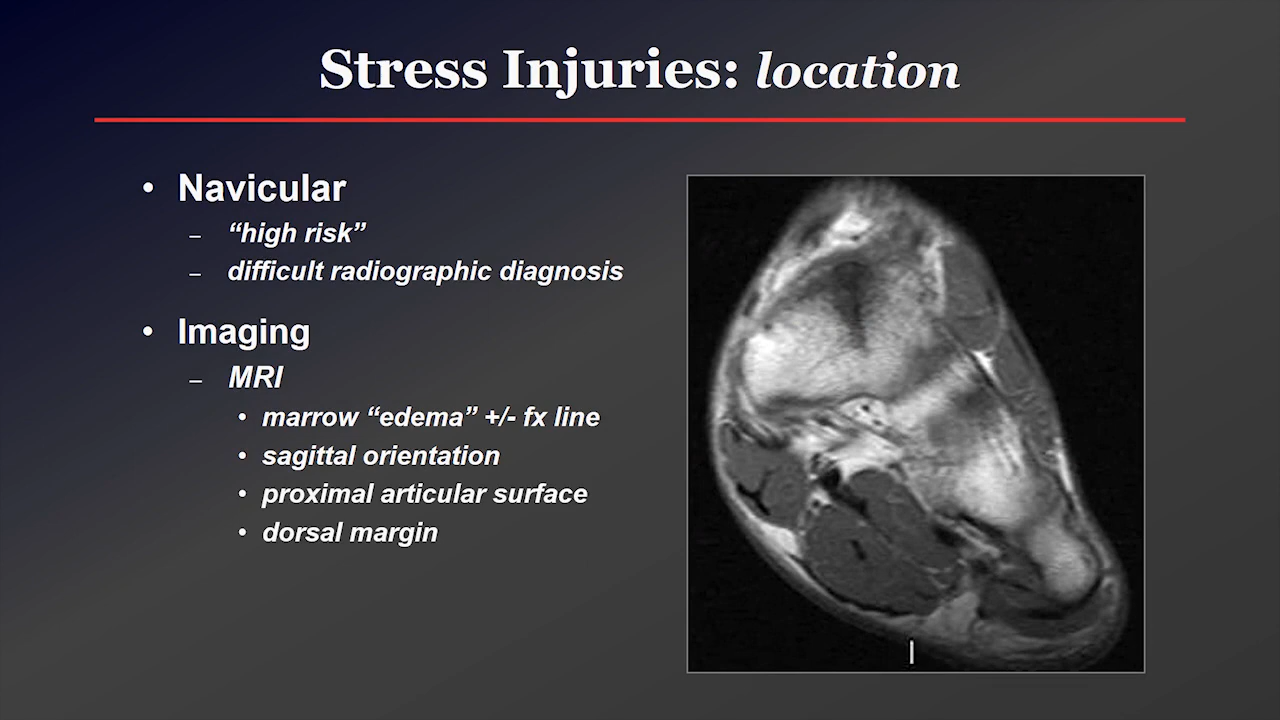 Stress Injuries: location
• Navicular
– “high risk”
– difficult radiographic diagnosis
• Imaging
– MRI
• marrow “edema” +/- fx line
• sagittal orientation
• proximal articular surface
• dorsal margin